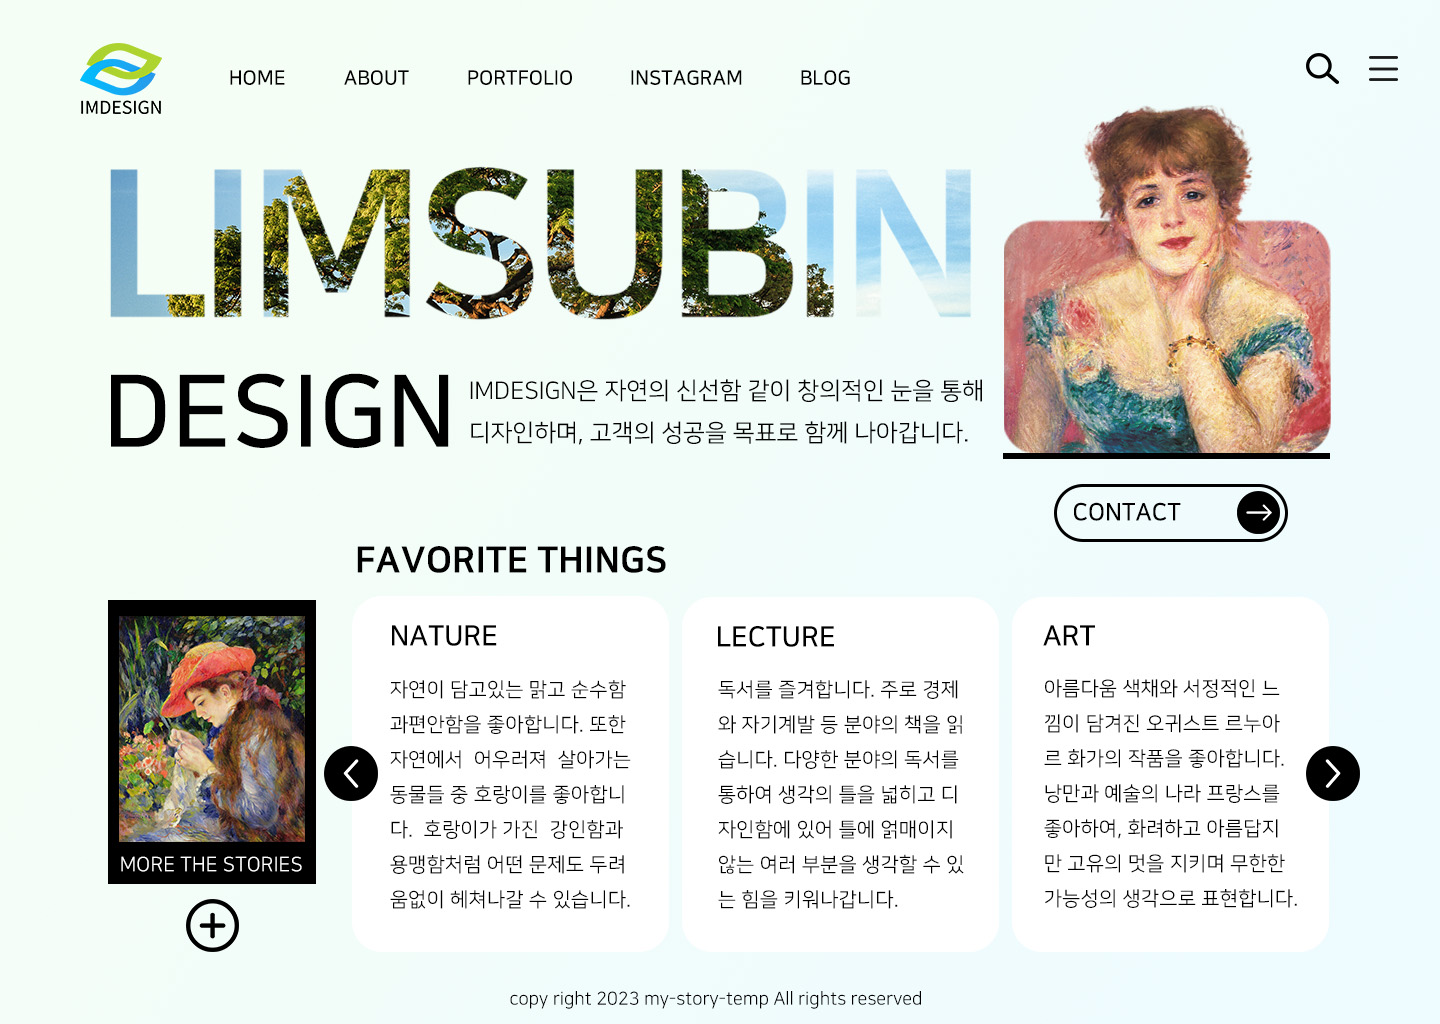 IMDESIGN
HOME ABOUT PORTFOLIO INSTAGRAM BLOG
LIMSUBIN
DESIGN
IMDESIGN은 자연의 신선함 같이 창의적인 눈을 통해
디자인하며, 고객의 성공을 목표로 함께 나아갑니다.
CONTACT
FAVORITE THINGS
MORE THE STORIES
NATURE
자연이 담고있는 맑고 순수함
과편안함을 좋아합니다. 또한
자연에서 어우러져 살아가는
동물들 중 호랑이를 좋아합니
다. 호랑이가 가진 강인함과
용맹함처럼 어떤 문제도 두려
움없이 헤쳐나갈 수 있습니다.
LECTURE
독서를 즐겨합니다. 주로 경제
와 자기계발 등 분야의 책을 읽
습니다. 다양한 분야의 독서를
통하여 생각의 틀을 넓히고 디
자인함에 있어 틀에 얽매이지
않는 여러 부분을 생각할 수 있
는 힘을 키워나갑니다.
ART
아름다움 색채와 서정적인 느
낌이 담겨진 오귀스트 르누아
르 화가의 작품을 좋아합니다.
낭만과 예술의 나라 프랑스를
좋아하여, 화려하고 아름답지
만 고유의 멋을 지키며 무한한
가능성의 생각으로 표현합니다.
copy right 2023 my-story-temp All rights reserved